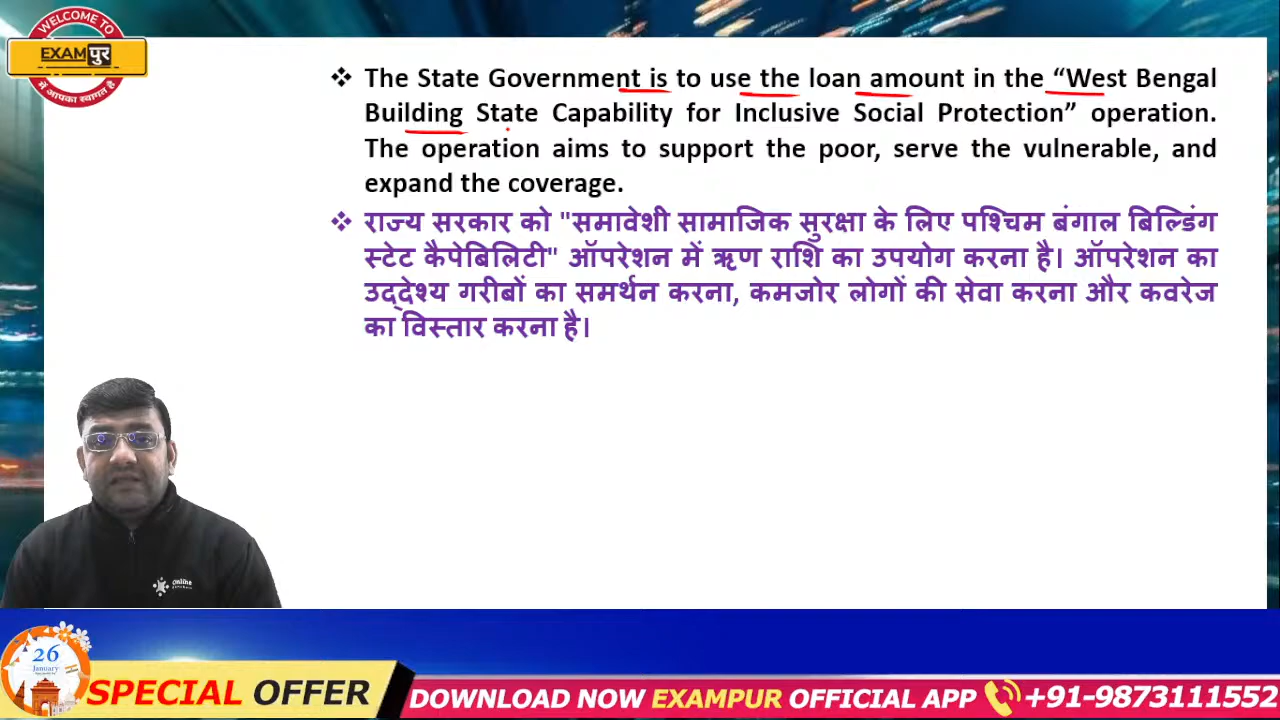 WELCOME TO
EXAMपुर
में आपका स्वागत है
❖ The State Government is to use the loan amount in the “West Bengal
Building State Capability for Inclusive Social Protection” operation.
The operation aims to support the poor, serve the vulnerable, and
expand the coverage.
❖ राज्य सरकार को "समावेशी सामाजिक सुरक्षा के लिए पश्चिम बंगाल बिल्डिंग
स्टेट कैपेबिलिटी" ऑपरेशन में ऋण राशि का उपयोग करना है। ऑपरेशन का
उद्देश्य गरीबों का समर्थन करना, कमजोर लोगों की सेवा करना और कवरेज
का विस्तार करना है।
Online
26
January
SPECIAL OFFER
DOWNLOAD NOW EXAMPUR OFFICIAL APP
+91-9873111552